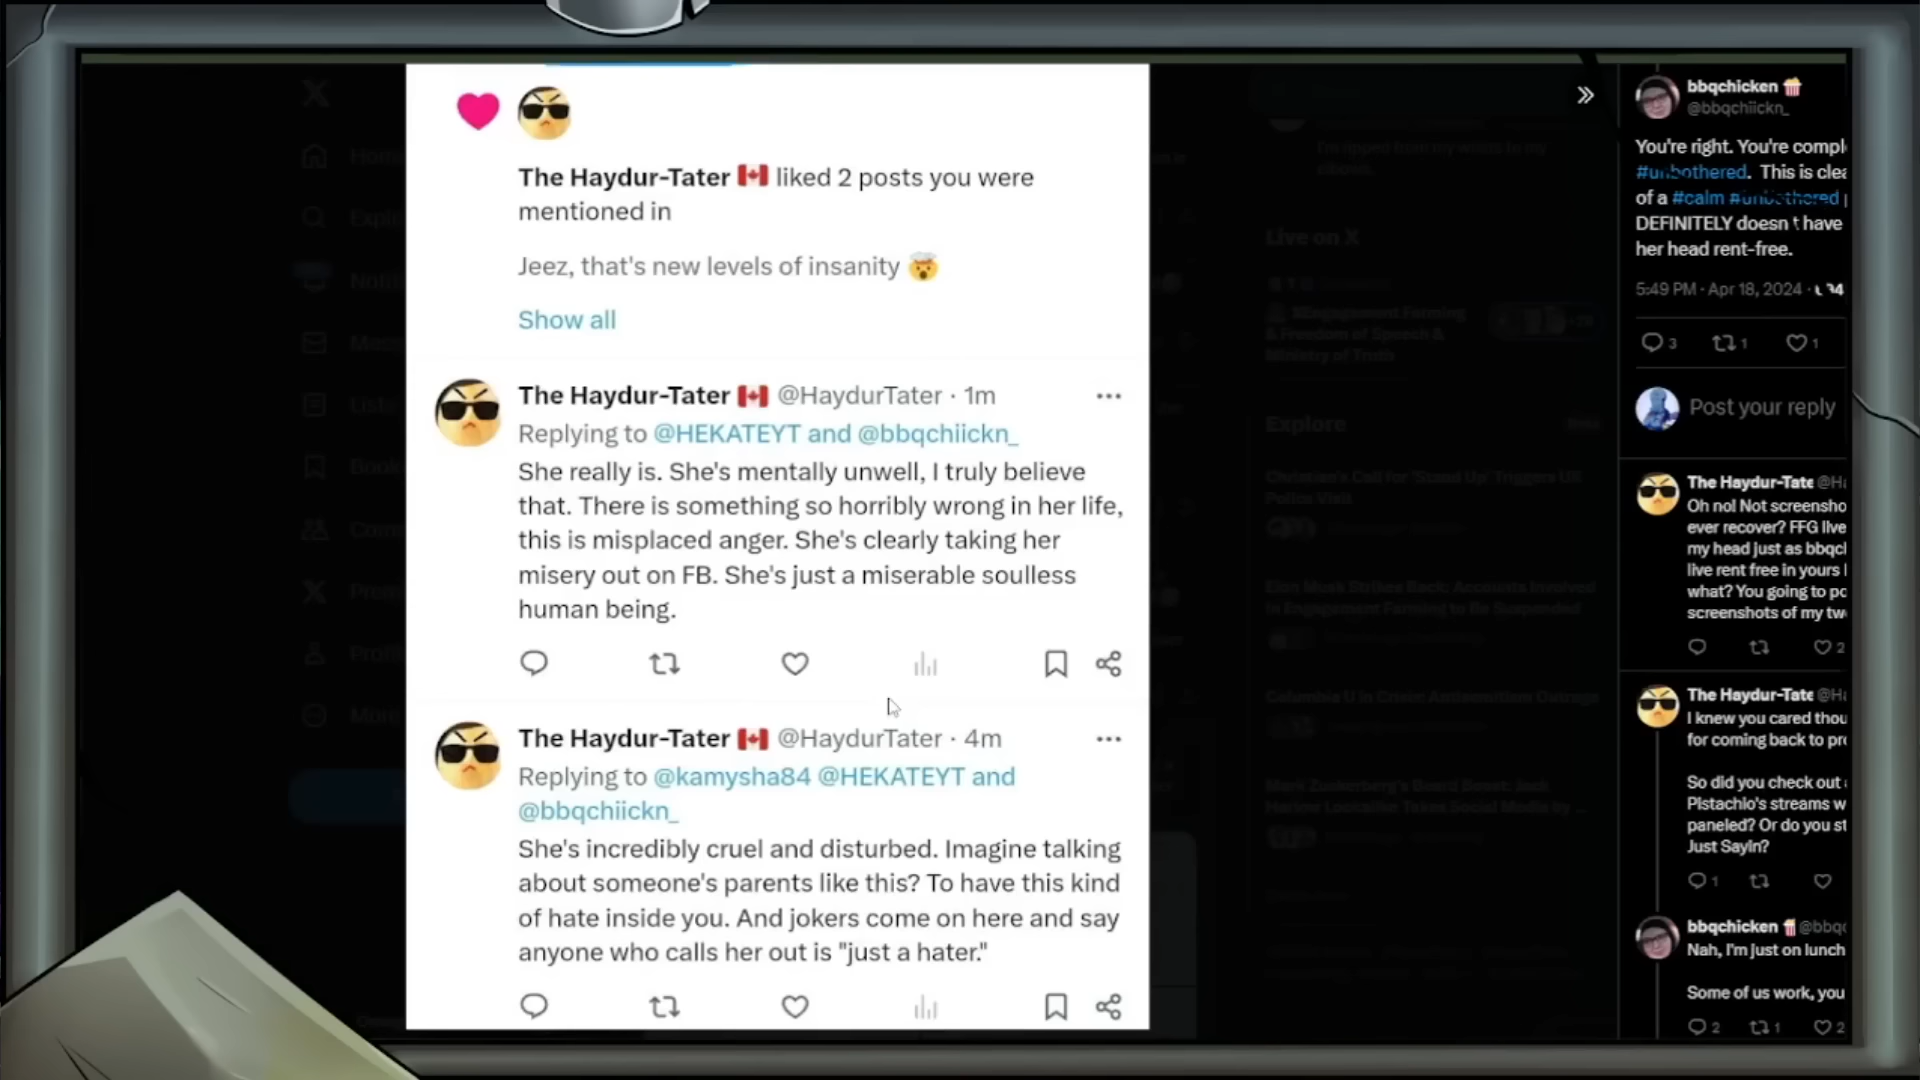 The Haydur-Tater liked 2 posts you were
mentioned in
Jeez, that's new levels of insanity 🤯
Show all
The Haydur-Tater @HaydurTater · 1m
Replying to @HEKATEYT and @bbqchiickn_
She really is. She's mentally unwell, I truly believe
that. There is something so horribly wrong in her life,
this is misplaced anger. She's clearly taking her
misery out on FB. She's just a miserable soulless
human being.
The Haydur-Tater @HaydurTater · 4m
Replying to @kamysha84 @HEKATEYT and
@bbqchiickn_
She's incredibly cruel and disturbed. Imagine talking
about someone's parents like this? To have this kind
of hate inside you. And jokers come on here and say
anyone who calls her out is "just a hater."
Live on X
Explore
bbqchicken
@bbqchiickn_
You're right. You're compl
#unbothered. This is clea
of a #calm #unbothered
DEFINITELY doesn't have
her head rent-free.
5:49 PM · Apr 18, 2024 ·
3 1 1
Post your reply
The Haydur-Tate @Ha
Oh no! Not screensho
ever recover? FFG live
my head just as bbqcl
live rent free in yours
what? You going to po
screenshots of my tw
2
The Haydur-Tate @Ha
I knew you cared thou
for coming back to pr
So did you check out
Pistachio's streams w
paneled? Or do you st
Just Sayin?
1
bbqchicken @bbqc
Nah, I'm just on lunch
Some of us work, you
2 1 2